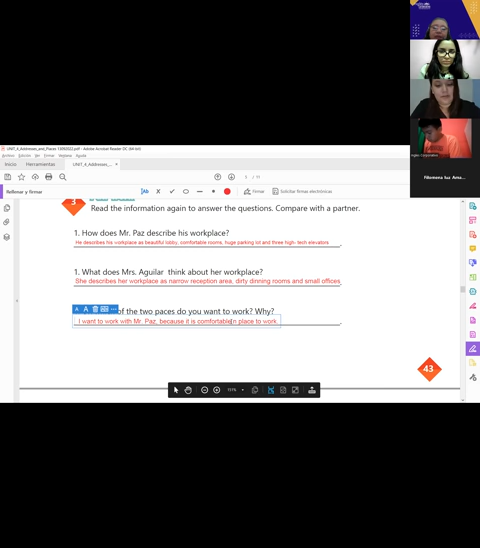 UNIT_4_Addresses_and_Places 13092022.pdf - Adobe Acrobat Reader DC (64-bit)
Archivo Edición Ver Firmar Ventana Ayuda
Inicio Herramientas UNIT_4_Addresses_... ×
Rellenar y firmar
Ab
Firmar
Solicitar firmas electrónicas
3
Read the information again to answer the questions. Compare with a partner.
1. How does Mr. Paz describe his workplace?
He describes his workplace as beautiful lobby, comfortable rooms, huge parking lot and three high- tech elevators
1. What does Mrs. Aguilar think about her workplace?
She describes her workplace as narrow reception area, dirty dinning rooms and small offices
of the two paces do you want to work? Why?
I want to work with Mr. Paz, because it is comfortable n place to work
43
Filomena luz Amo...